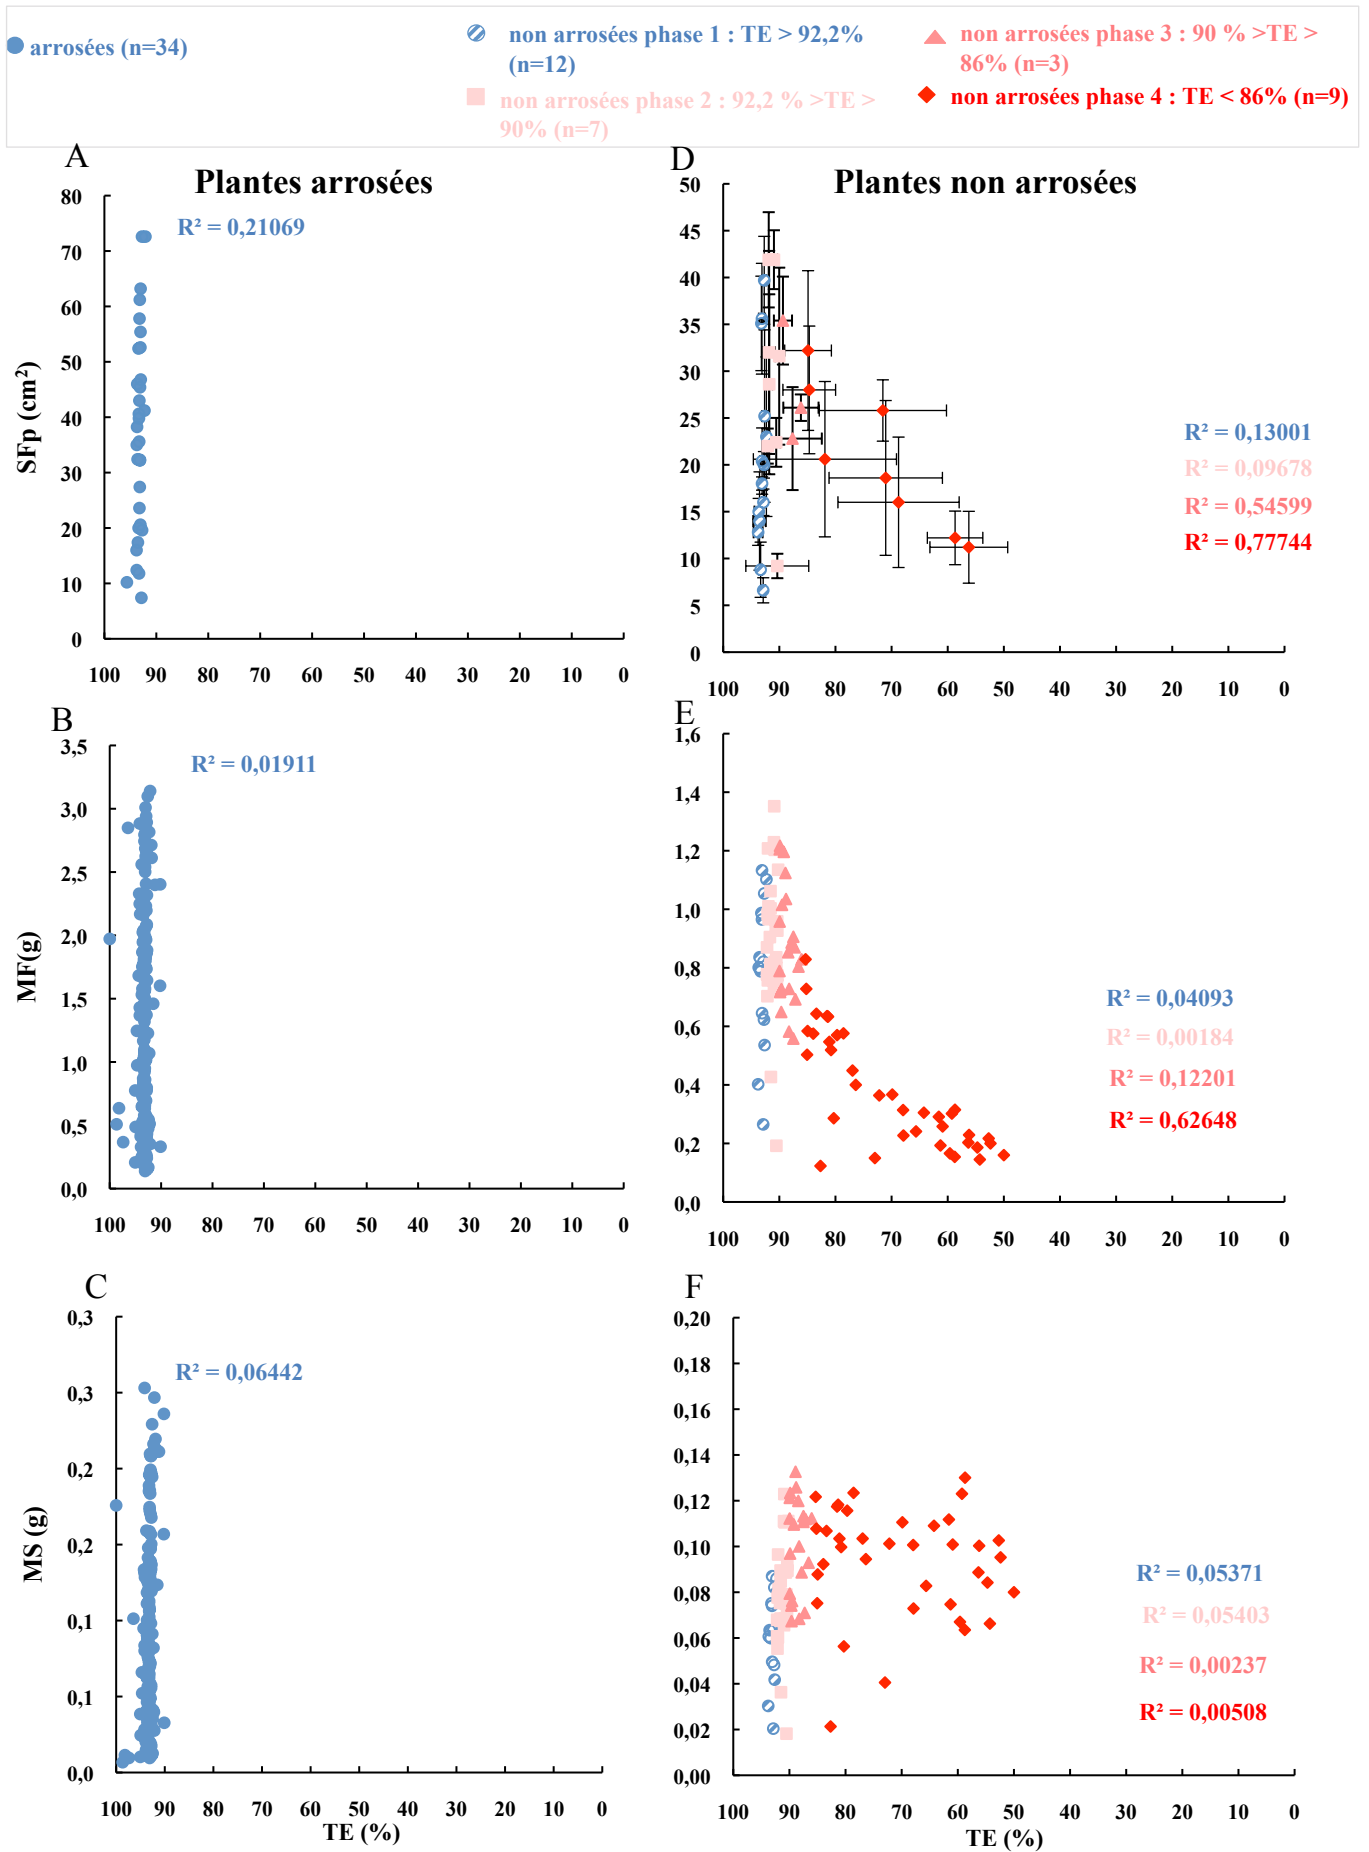 arrosées (n=34)
non arrosées phase 1 : TE > 92,2%
(n=12)
non arrosées phase 2 : 92,2 % >TE >
90% (n=7)
non arrosées phase 3 : 90 % >TE >
86% (n=3)
non arrosées phase 4 : TE < 86% (n=9)
A
Plantes arrosées
R² = 0,21069
SFp (cm²)
80
70
60
50
40
30
20
10
0
100 90 80 70 60 50 40 30 20 10 0
D
Plantes non arrosées
50
45
40
35
30
25
20
15
10
5
0
R² = 0,13001
R² = 0,09678
R² = 0,54599
R² = 0,77744
100 90 80 70 60 50 40 30 20 10 0
B
R² = 0,01911
MF(g)
3,5
3,0
2,5
2,0
1,5
1,0
0,5
0,0
100 90 80 70 60 50 40 30 20 10 0
E
1,6
1,4
1,2
1,0
0,8
0,6
0,4
0,2
0,0
R² = 0,04093
R² = 0,00184
R² = 0,12201
R² = 0,62648
100 90 80 70 60 50 40 30 20 10 0
C
R² = 0,06442
MS (g)
0,3
0,3
0,2
0,2
0,1
0,1
0,0
100 90 80 70 60 50 40 30 20 10 0
TE (%)
F
0,20
0,18
0,16
0,14
0,12
0,10
0,08
0,06
0,04
0,02
0,00
R² = 0,05371
R² = 0,05403
R² = 0,00237
R² = 0,00508
100 90 80 70 60 50 40 30 20 10 0
TE (%)